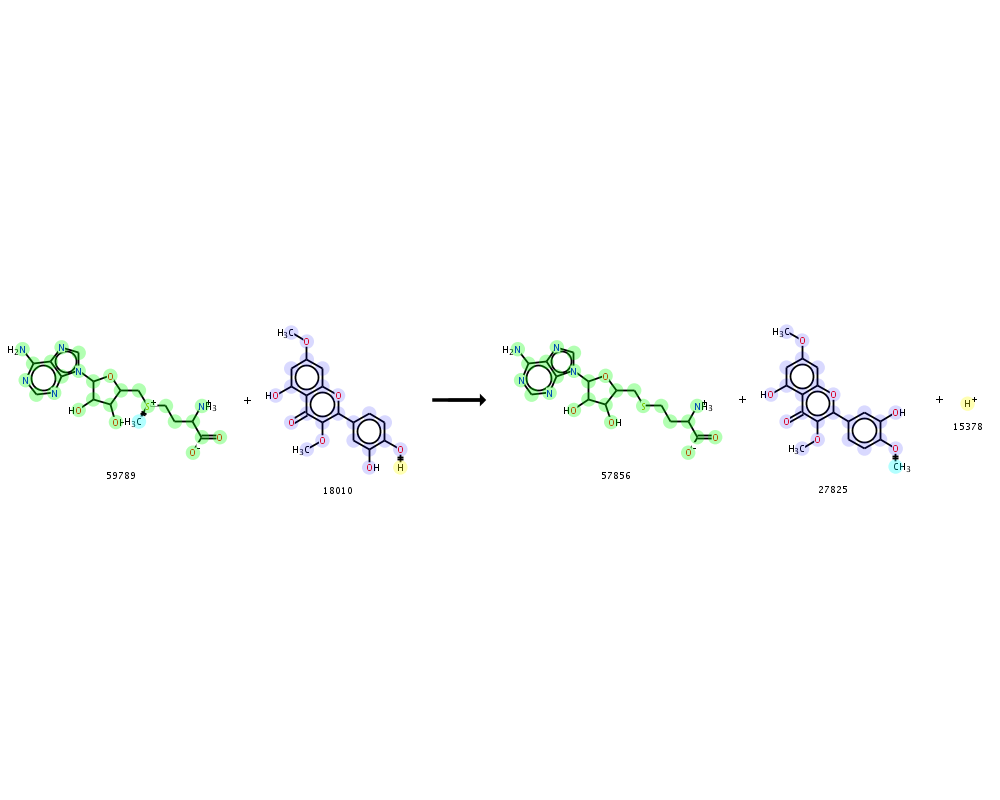 H₃C
O
H₂N N N
N N N
O
HO OH
S⁺
H₃C
NH₃⁺
O
O⁻
59789
+
HO O
O O
H₃C
OH
O
H
18010
H₃C
O
H₂N N N
N N N
O
HO OH
S
NH₃⁺
O
O⁻
57856
+
HO O
O O
H₃C
OH
O
CH₃
27825
+
H⁺
15378